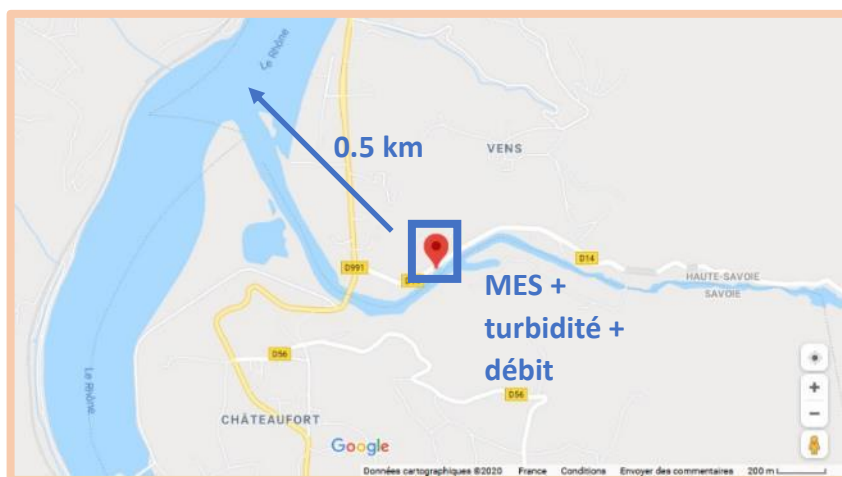 Le Rhône
0.5 km
VENS
D991
D14
HAUTE-SAVOIE
SAVOIE
MES +
turbidité +
débit
D56
Le Rhône
D56
CHÂTEAUFORT
Google
Données cartographiques ©2020 France Conditions Envoyer des commentaires 200 m